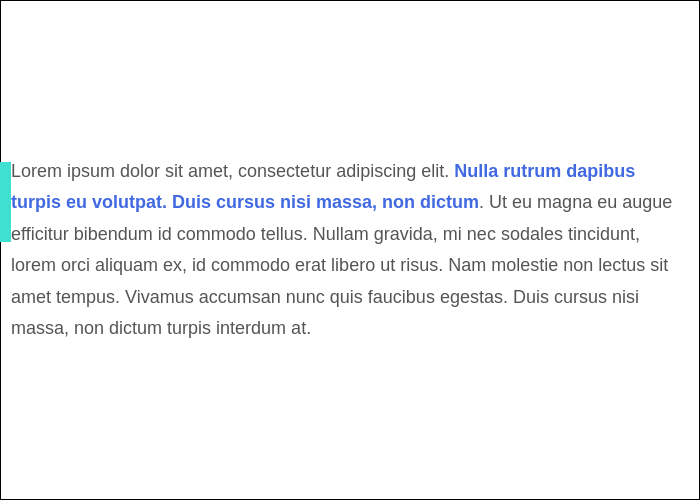 Lorem ipsum dolor sit amet, consectetur adipiscing elit. Nulla rutrum dapibus
turpis eu volutpat. Duis cursus nisi massa, non dictum. Ut eu magna eu augue
efficitur bibendum id commodo tellus. Nullam gravida, mi nec sodales tincidunt,
lorem orci aliquam ex, id commodo erat libero ut risus. Nam molestie non lectus sit
amet tempus. Vivamus accumsan nunc quis faucibus egestas. Duis cursus nisi
massa, non dictum turpis interdum at.